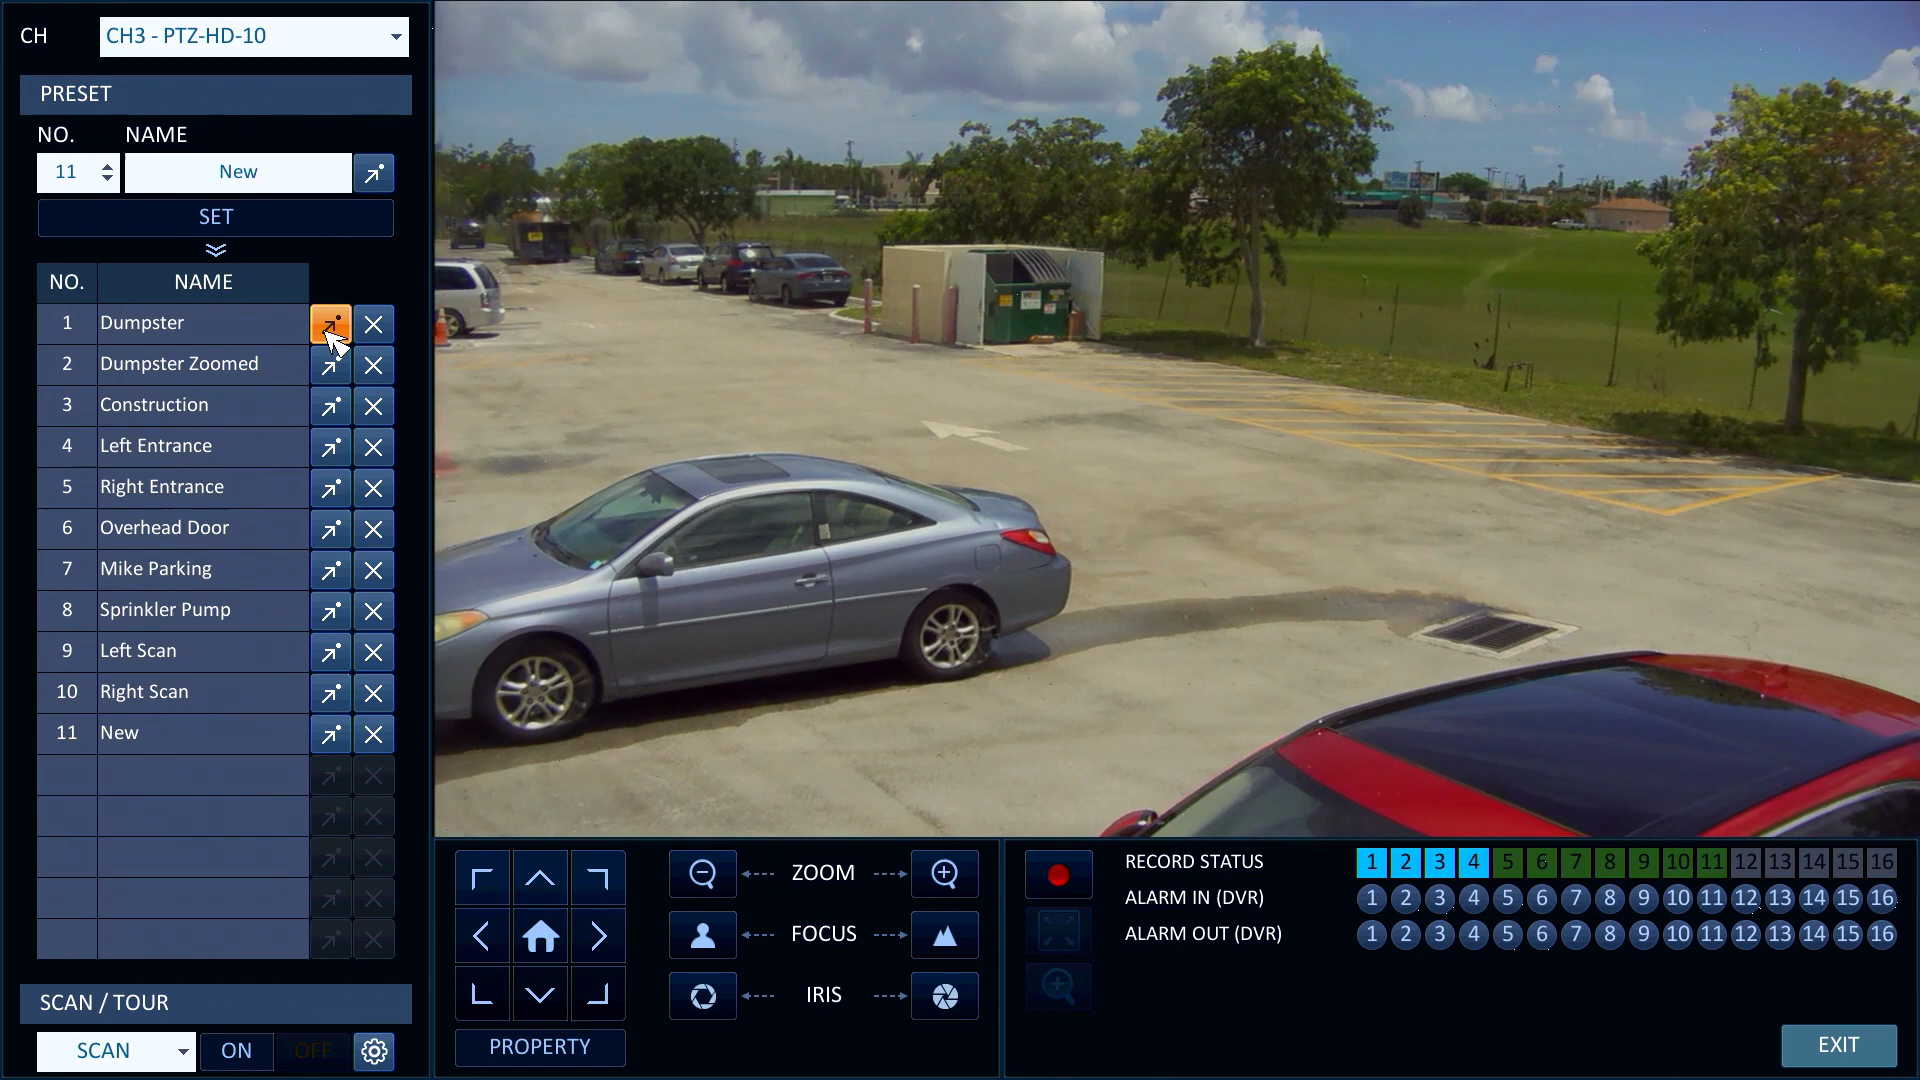 CH CH3 - PTZ-HD-10
PRESET
NO. NAME
11 New
SET
NO. NAME
1 Dumpster
2 Dumpster Zoomed
3 Construction
4 Left Entrance
5 Right Entrance
6 Overhead Door
7 Mike Parking
8 Sprinkler Pump
9 Left Scan
10 Right Scan
11 New
SCAN / TOUR
SCAN ON OFF
ZOOM
FOCUS
IRIS
PROPERTY
RECORD STATUS 1 2 3 4 5 6 7 8 9 10 11 12 13 14 15 16
ALARM IN (DVR) 1 2 3 4 5 6 7 8 9 10 11 12 13 14 15 16
ALARM OUT (DVR) 1 2 3 4 5 6 7 8 9 10 11 12 13 14 15 16
EXIT